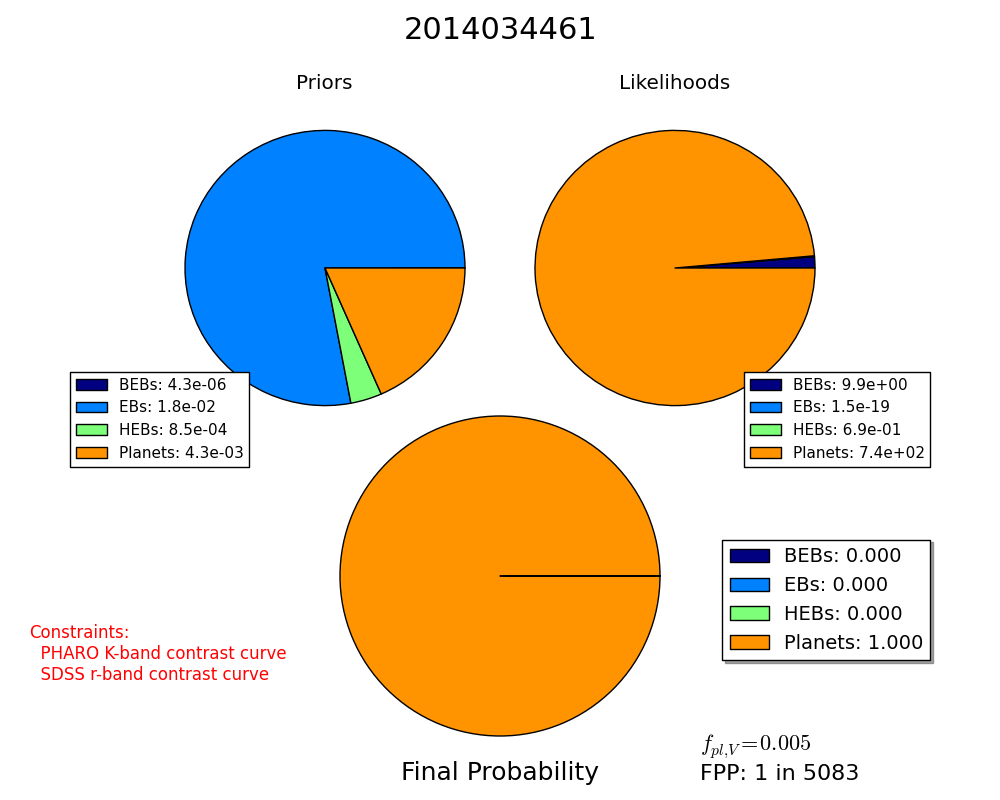 2014034461
Priors
Likelihoods
BEBs: 4.3e-06
EBs: 1.8e-02
HEBs: 8.5e-04
Planets: 4.3e-03
BEBs: 9.9e+00
EBs: 1.5e-19
HEBs: 6.9e-01
Planets: 7.4e+02
BEBs: 0.000
EBs: 0.000
HEBs: 0.000
Planets: 1.000
Constraints:
PHARO K-band contrast curve
SDSS r-band contrast curve
f_{pl,V}=0.005
Final Probability
FPP: 1 in 5083